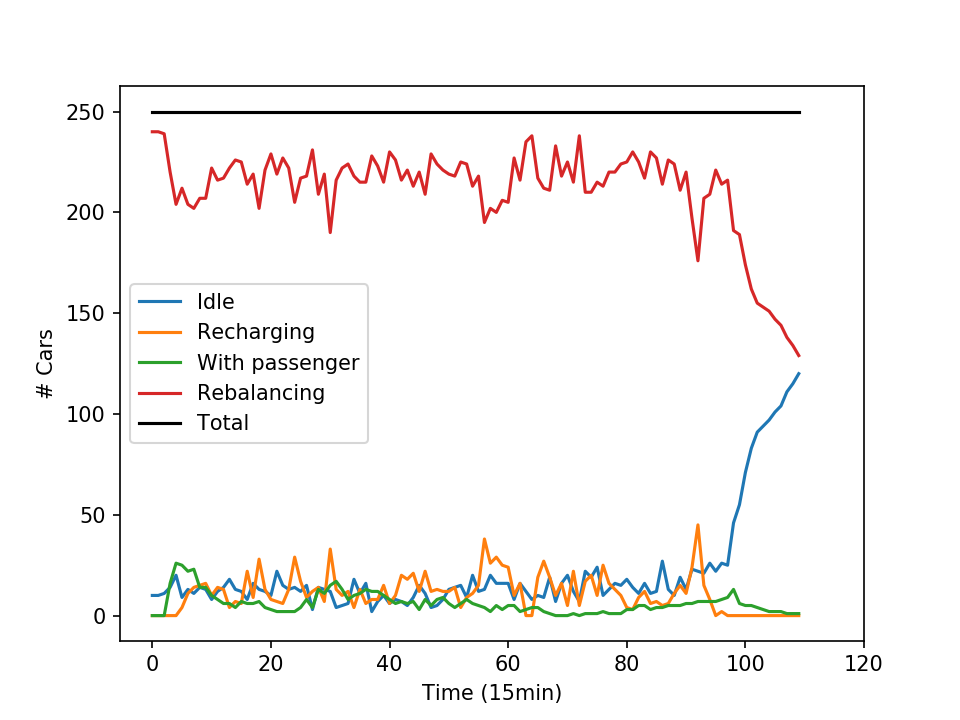 250
200
150
100
50
0
# Cars
Idle
Recharging
With passenger
Rebalancing
Total
0 20 40 60 80 100 120
Time (15min)